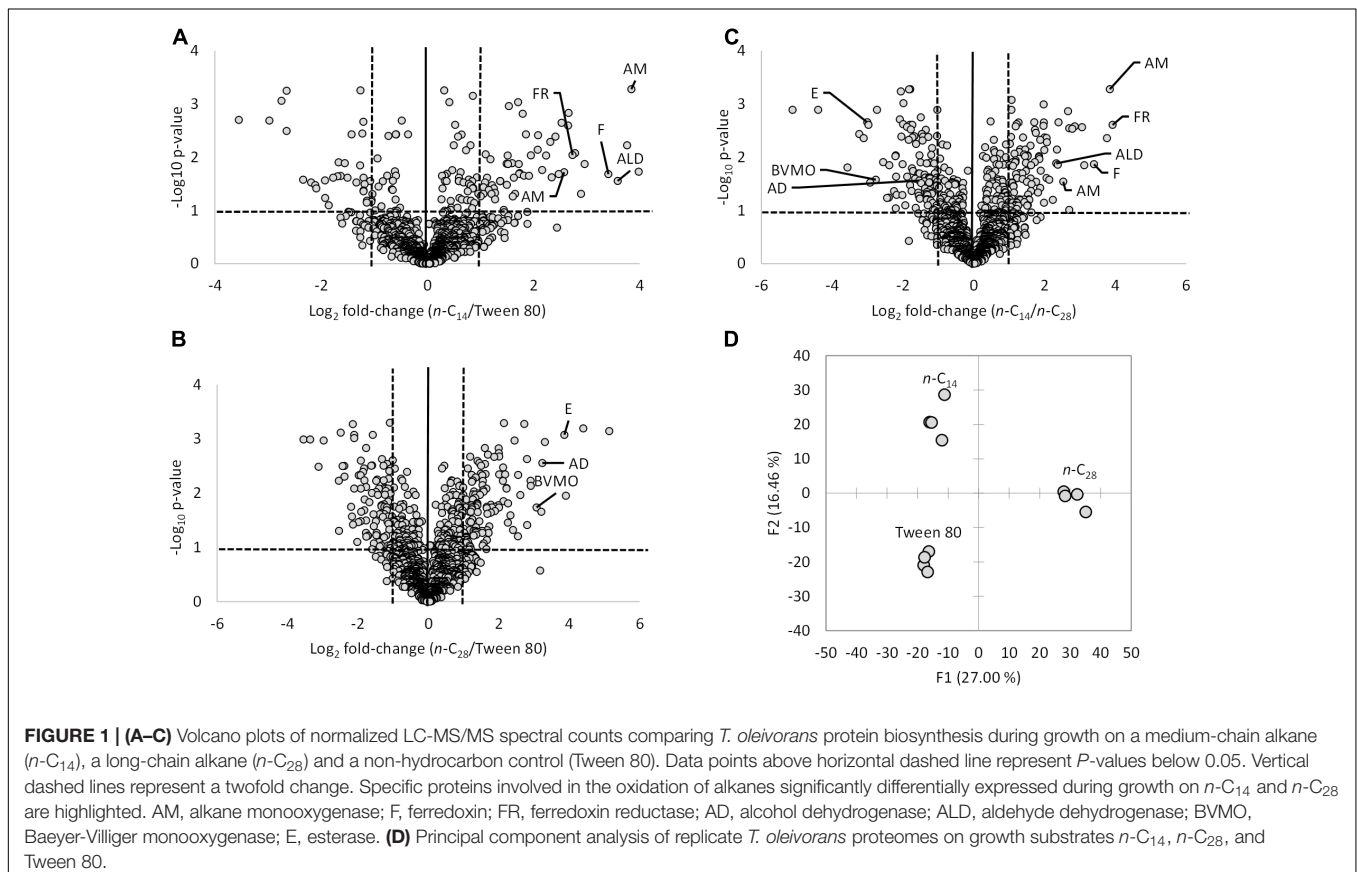 A
4
3
2
1
0
-4
-2
0
2
4
-Log10 p-value
Log2 fold-change (n-C14/Tween 80)
AM
FR
F
ALD
AM
B
4
3
2
1
0
-6
-4
-2
0
2
4
6
-Log10 p-value
Log2 fold-change (n-C28/Tween 80)
E
AD
BVMO
C
4
3
2
1
0
-6
-4
-2
0
2
4
6
-Log10 p-value
Log2 fold-change (n-C14/n-C28)
E
AM
FR
ALD
F
AM
BVMO
AD
D
40
30
20
10
0
-10
-20
-30
-40
-50 -40 -30 -20 -10 0 10 20 30 40 50
F2 (16.46 %)
F1 (27.00 %)
n-C14
n-C28
Tween 80
FIGURE 1 | (A–C) Volcano plots of normalized LC-MS/MS spectral counts comparing T. oleivorans protein biosynthesis during growth on a medium-chain alkane
(n-C14), a long-chain alkane (n-C28) and a non-hydrocarbon control (Tween 80). Data points above horizontal dashed line represent P-values below 0.05. Vertical
dashed lines represent a twofold change. Specific proteins involved in the oxidation of alkanes significantly differentially expressed during growth on n-C14 and n-C28
are highlighted. AM, alkane monooxygenase; F, ferredoxin; FR, ferredoxin reductase; AD, alcohol dehydrogenase; ALD, aldehyde dehydrogenase; BVMO,
Baeyer-Villiger monooxygenase; E, esterase. (D) Principal component analysis of replicate T. oleivorans proteomes on growth substrates n-C14, n-C28, and
Tween 80.